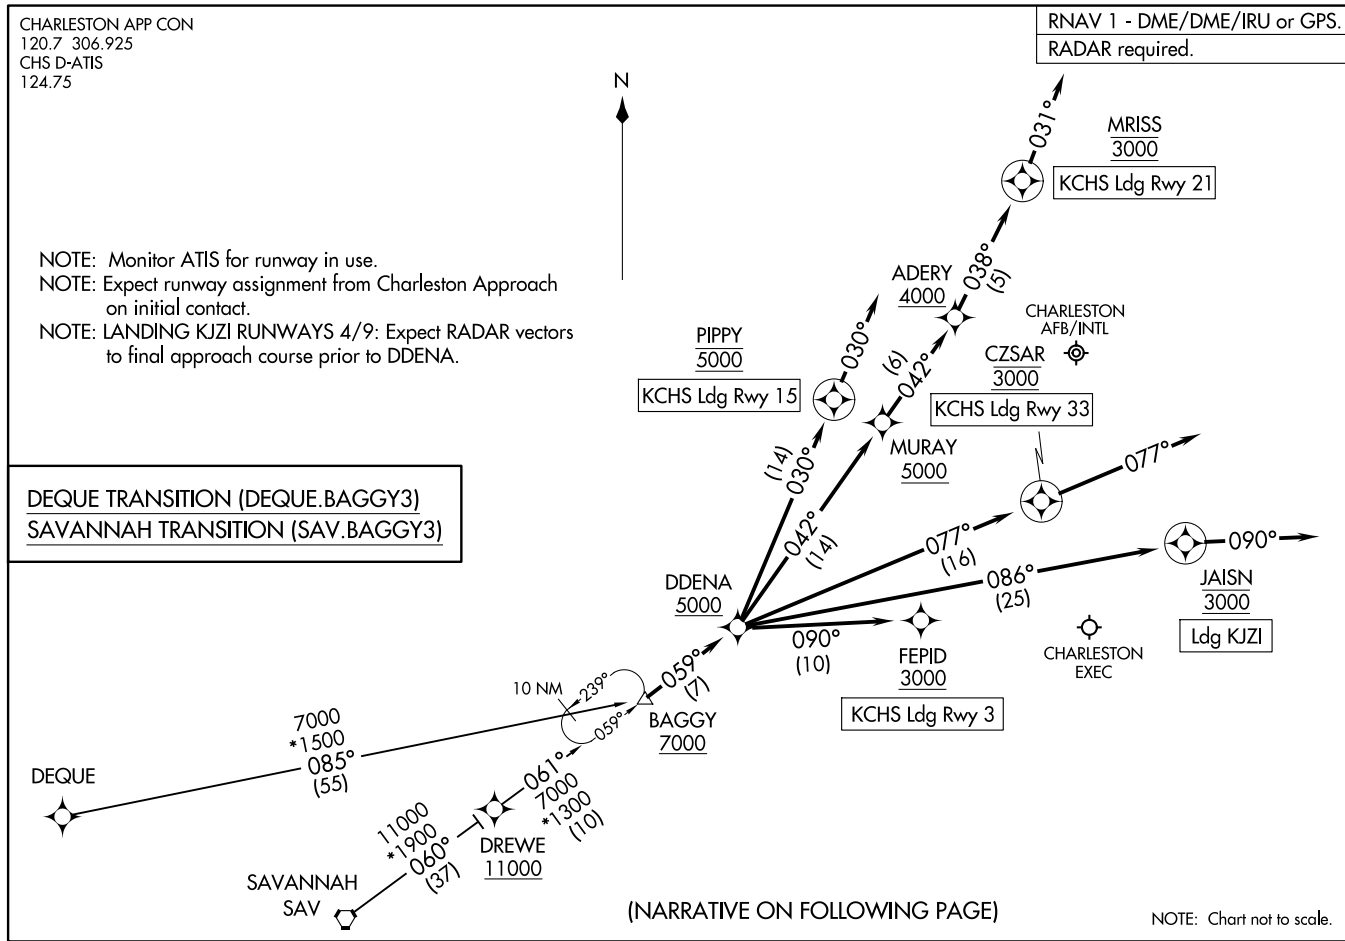 CHARLESTON APP CON
120.7 306.925
CHS D-ATIS
124.75
RNAV 1 - DME/DME/IRU or GPS.
RADAR required.
N
031°
MRISS
3000
KCHS Ldg Rwy 21
NOTE: Monitor ATIS for runway in use.
NOTE: Expect runway assignment from Charleston Approach
on initial contact.
NOTE: LANDING KJZI RUNWAYS 4/9: Expect RADAR vectors
to final approach course prior to DDENA.
038°
(5)
ADERY
4000
CHARLESTON
AFB/INTL
PIPPY
5000
KCHS Ldg Rwy 15
030°
(6)
042°
CZSAR
3000
KCHS Ldg Rwy 33
MURAY
5000
(14)
030°
042°
(14)
077°
077°
(16)
DEQUE TRANSITION (DEQUE.BAGGY3)
SAVANNAH TRANSITION (SAV.BAGGY3)
086°
(25)
090°
JAISN
3000
Ldg KJZI
DDENA
5000
090°
(10)
FEPID
3000
KCHS Ldg Rwy 3
CHARLESTON
EXEC
059°
(7)
10 NM
239°
059°
BAGGY
7000
7000
*1500
085°
(55)
DEQUE
061°
7000
*1300
(10)
DREWE
11000
11000
*1900
060°
(37)
SAVANNAH
SAV
(NARRATIVE ON FOLLOWING PAGE)
NOTE: Chart not to scale.